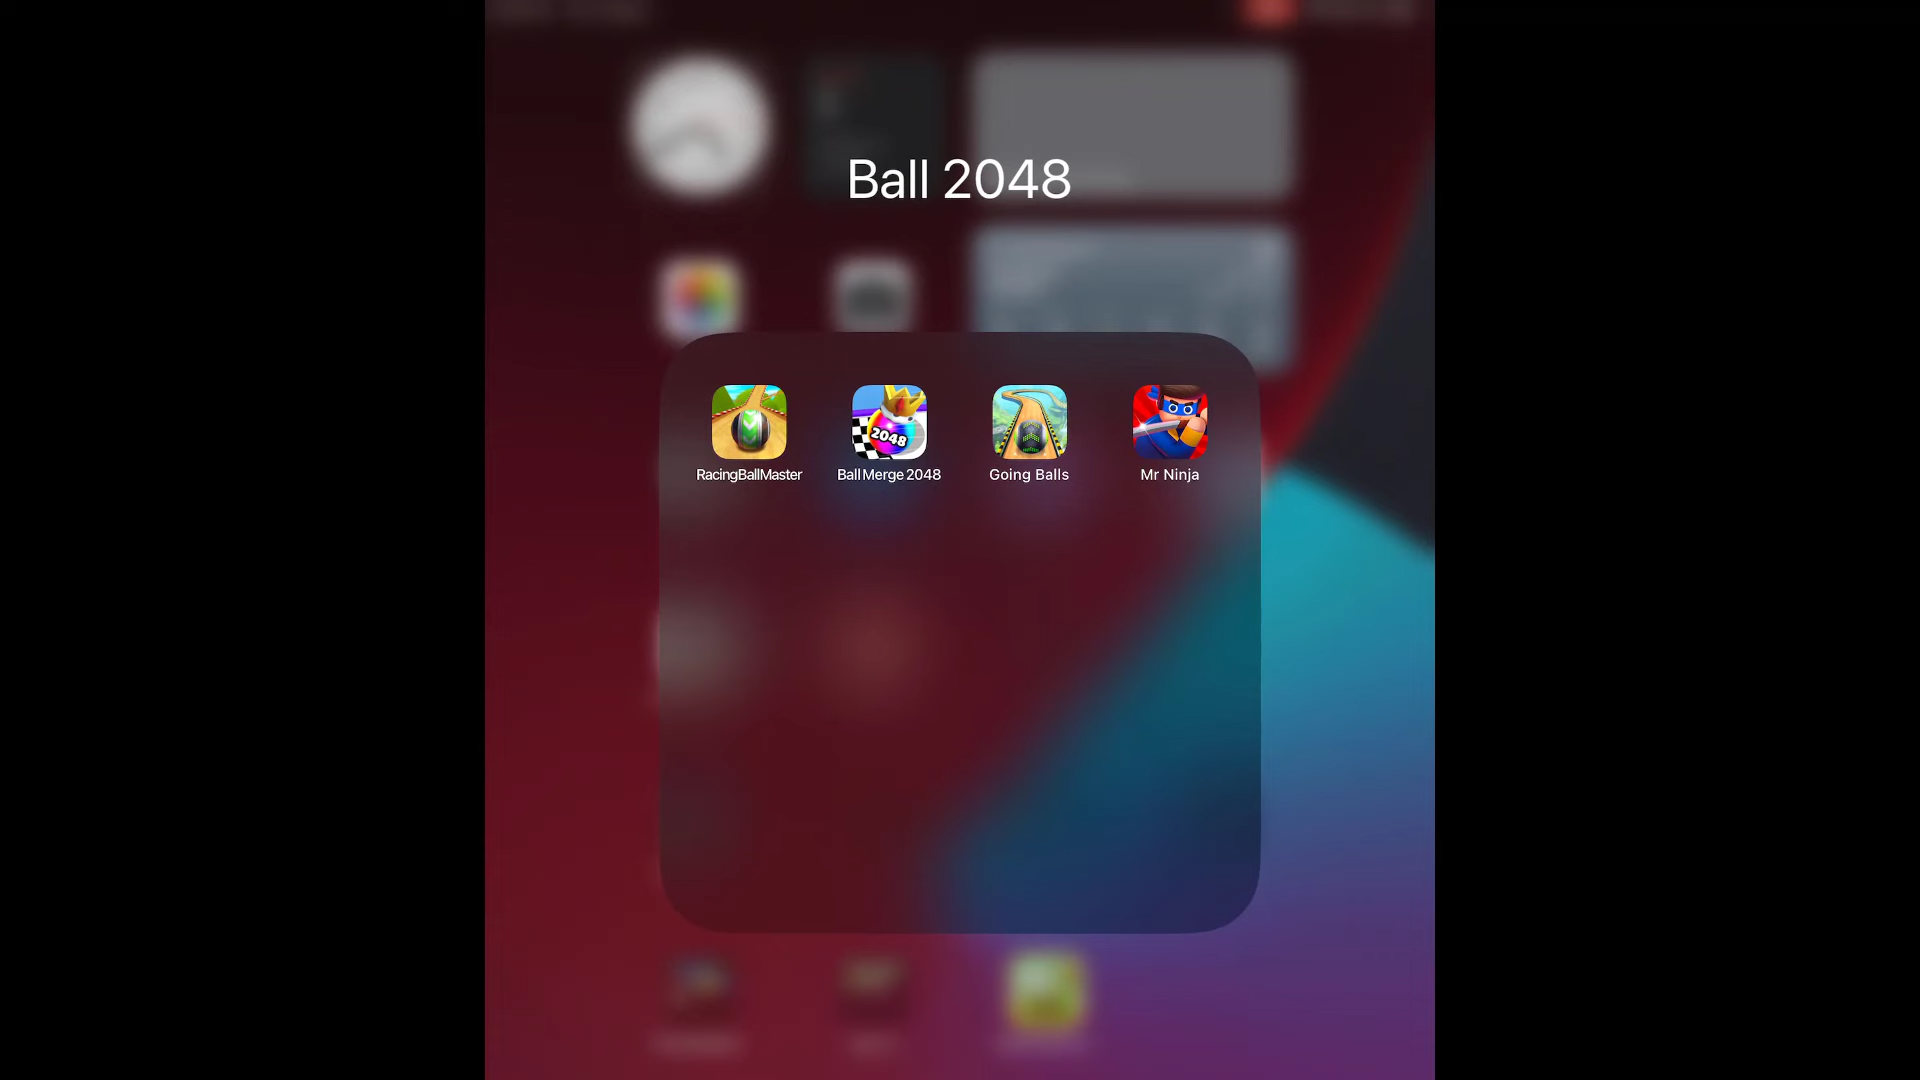 Ball 2048
2048
RacingBallMaster
Ball Merge 2048
Going Balls
Mr Ninja